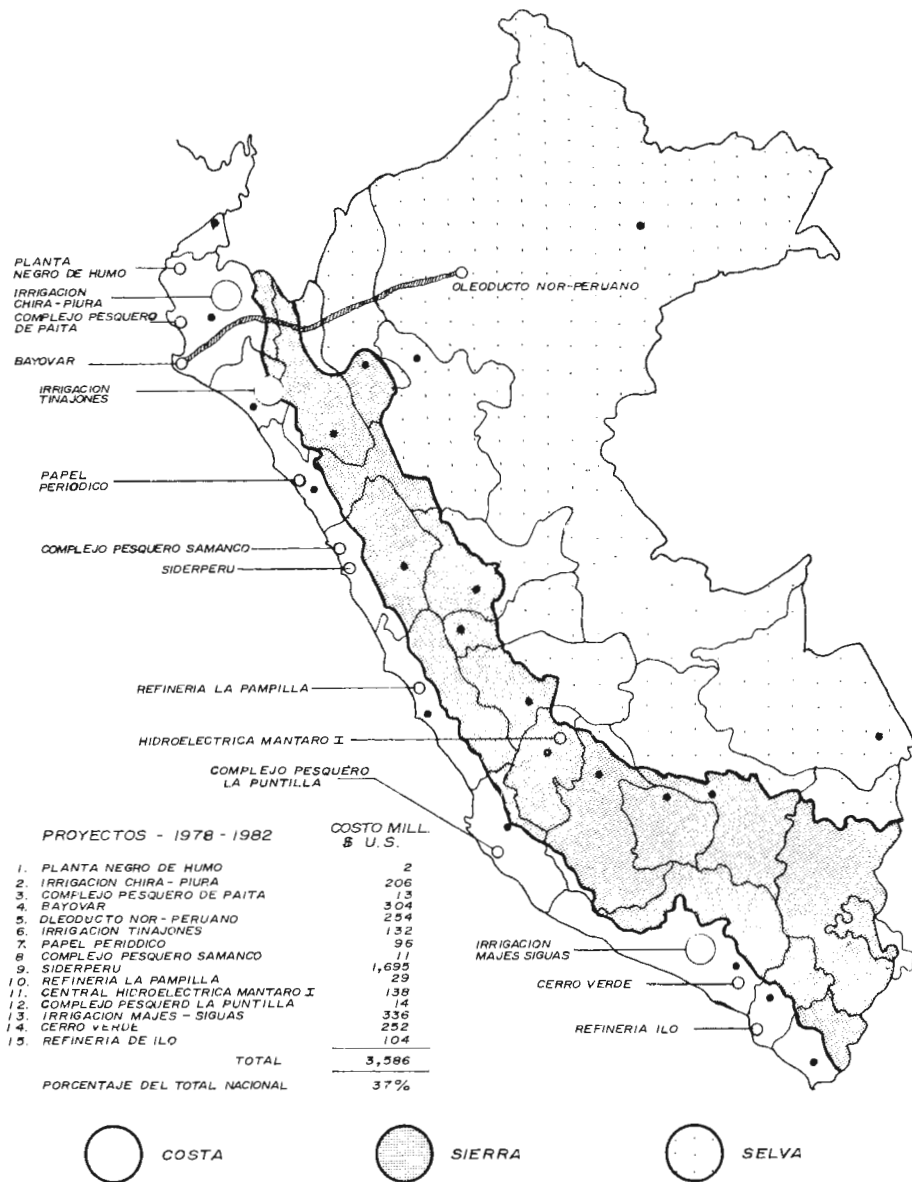 PLANTA
NEGRO DE HUMO
IRRIGACION
CHIRA - PIURA
COMPLEJO PESQUERO
DE PAITA
BAYOVAR
OLEODUCTO NOR-PERUANO
IRRIGACION
TINAJONES
PAPEL
PERIODICO
COMPLEJO PESQUERO SAMANCO
SIDERPERU
REFINERIA LA PAMPILLA
HIDROELECTRICA MANTARO I
COMPLEJO PESQUERO
LA PUNTILLA
IRRIGACION
MAJES SIGUAS
CERRO VERDE
REFINERIA ILO
PROYECTOS - 1978 - 1982 COSTO MILL. $ U.S.
1. PLANTA NEGRO DE HUMO 2
2. IRRIGACION CHIRA - PIURA 206
3. COMPLEJO PESQUERO DE PAITA 13
4. BAYOVAR 304
5. OLEODUCTO NOR - PERUANO 254
6. IRRIGACION TINAJONES 132
7. PAPEL PERIODICO 96
8 COMPLEJO PESQUERO SAMANCO 11
9. SIDERPERU 1,695
10. REFINERIA LA PAMPILLA 29
11. CENTRAL HIDROELECTRICA MANTARO I 138
12. COMPLEJO PESQUERO LA PUNTILLA 14
13. IRRIGACION MAJES - SIGUAS 336
14. CERRO VERDE 252
15. REFINERIA DE ILO 104
TOTAL 3,586
PORCENTAJE DEL TOTAL NACIONAL 37%
COSTA
SIERRA
SELVA